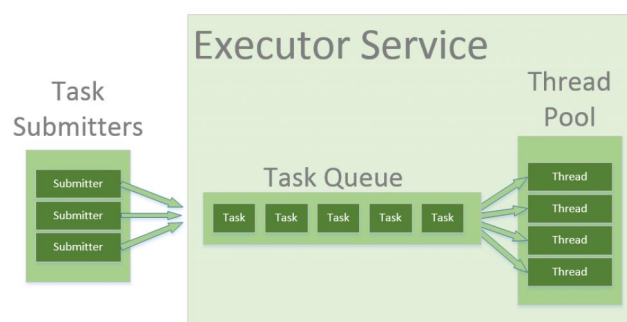 Executor Service
Task
Submitters
Submitter
Submitter
Submitter
Task Queue
Task Task Task Task Task
Thread
Pool
Thread
Thread
Thread
Thread